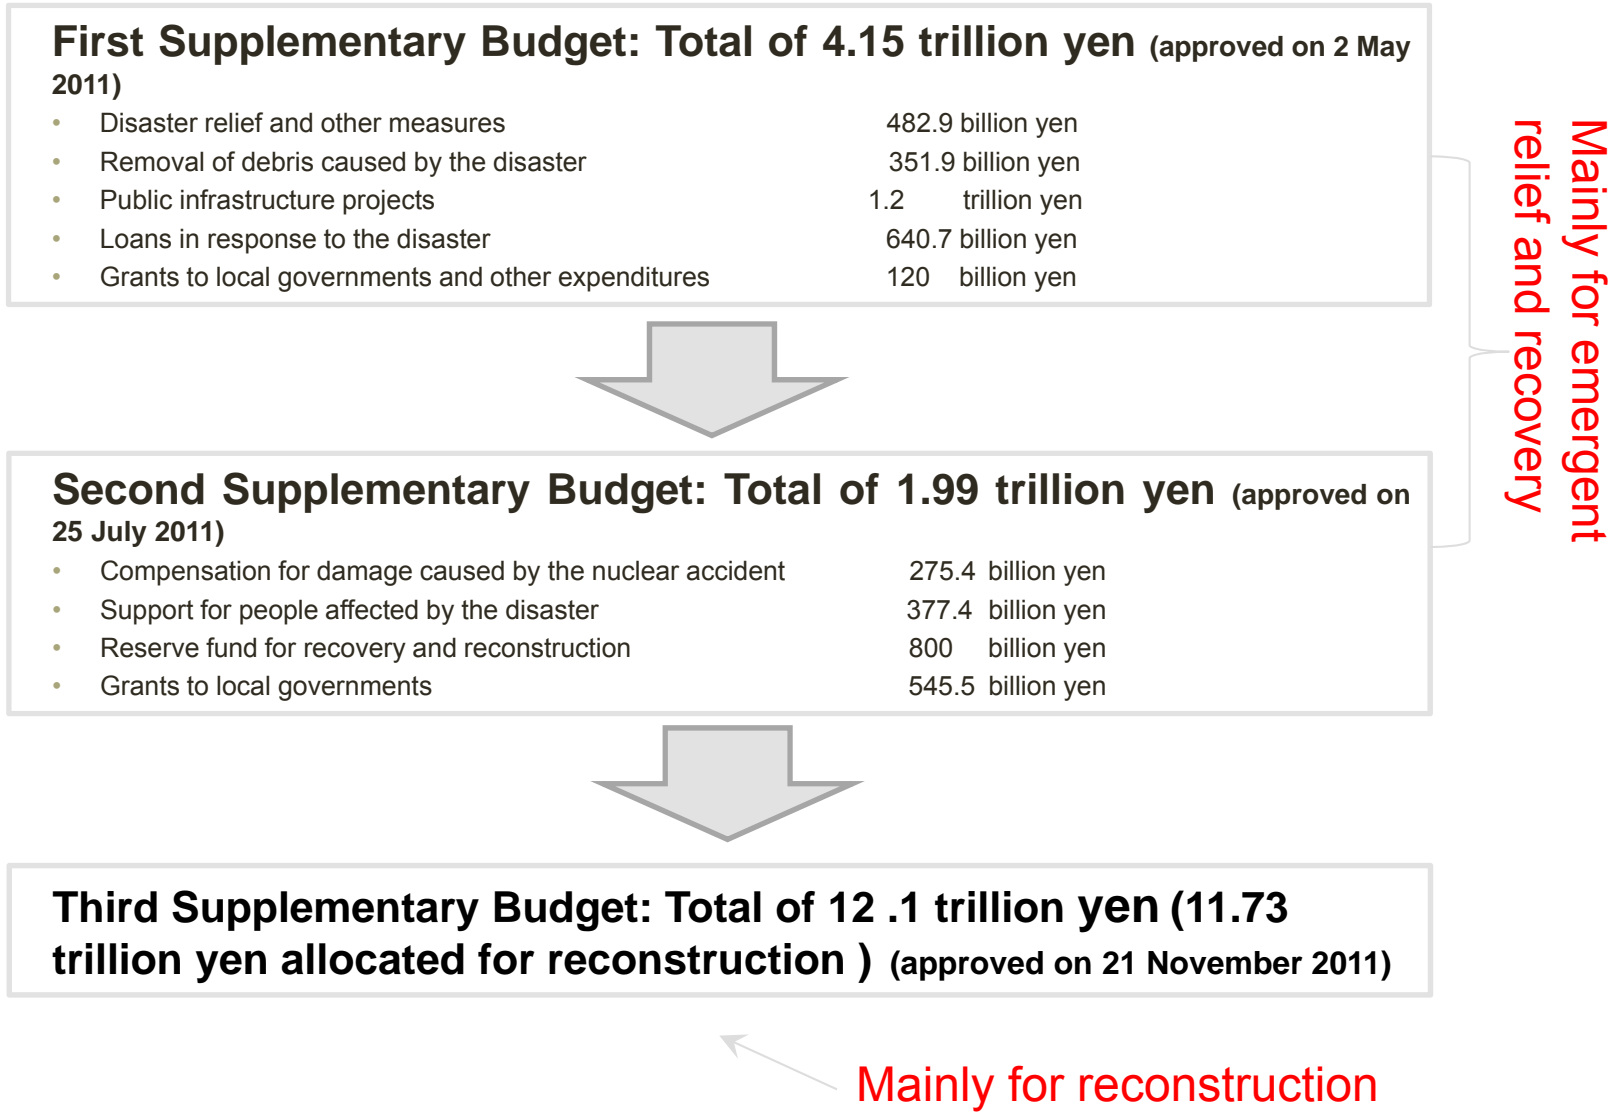 First Supplementary Budget: Total of 4.15 trillion yen (approved on 2 May
2011)
• Disaster relief and other measures 482.9 billion yen
• Removal of debris caused by the disaster 351.9 billion yen
• Public infrastructure projects 1.2 trillion yen
• Loans in response to the disaster 640.7 billion yen
• Grants to local governments and other expenditures 120 billion yen
Mainly for emergent
relief and recovery
Second Supplementary Budget: Total of 1.99 trillion yen (approved on
25 July 2011)
• Compensation for damage caused by the nuclear accident 275.4 billion yen
• Support for people affected by the disaster 377.4 billion yen
• Reserve fund for recovery and reconstruction 800 billion yen
• Grants to local governments 545.5 billion yen
Third Supplementary Budget: Total of 12 .1 trillion yen (11.73
trillion yen allocated for reconstruction ) (approved on 21 November 2011)
Mainly for reconstruction